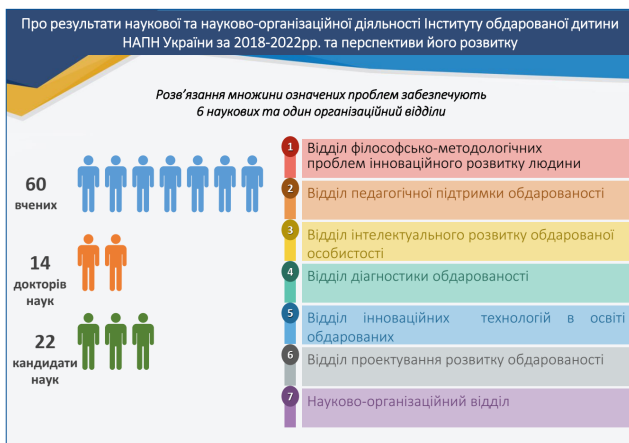 Про результати наукової та науково-організаційної діяльності Інституту обдарованої дитини
НАПН України за 2018-2022рр. та перспективи його розвитку
Розв’язання множини означених проблем забезпечують
6 наукових та один організаційний відділи
60
вчених
14
докторів
наук
22
кандидати
наук
1
Відділ філософсько-методологічних
проблем інноваційного розвитку людини
2
Відділ педагогічної підтримки обдарованості
3
Відділ інтелектуального розвитку обдарованої
особистості
4
Відділ діагностики обдарованості
5
Відділ інноваційних технологій в освіті
обдарованих
6
Відділ проектування розвитку обдарованості
7
Науково-організаційний відділ